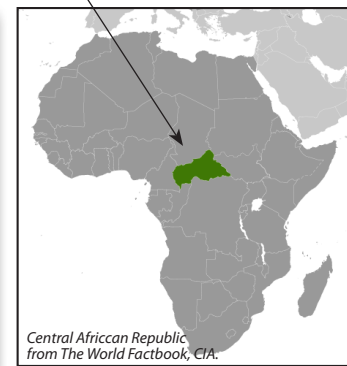 Central Africcan Republic
from The World Factbook, CIA.